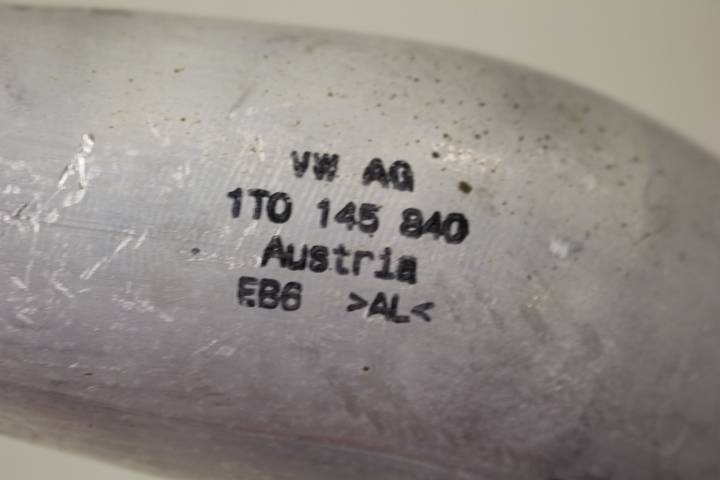 VW AG
1T0 145 840
Austria
EB6 >AL<